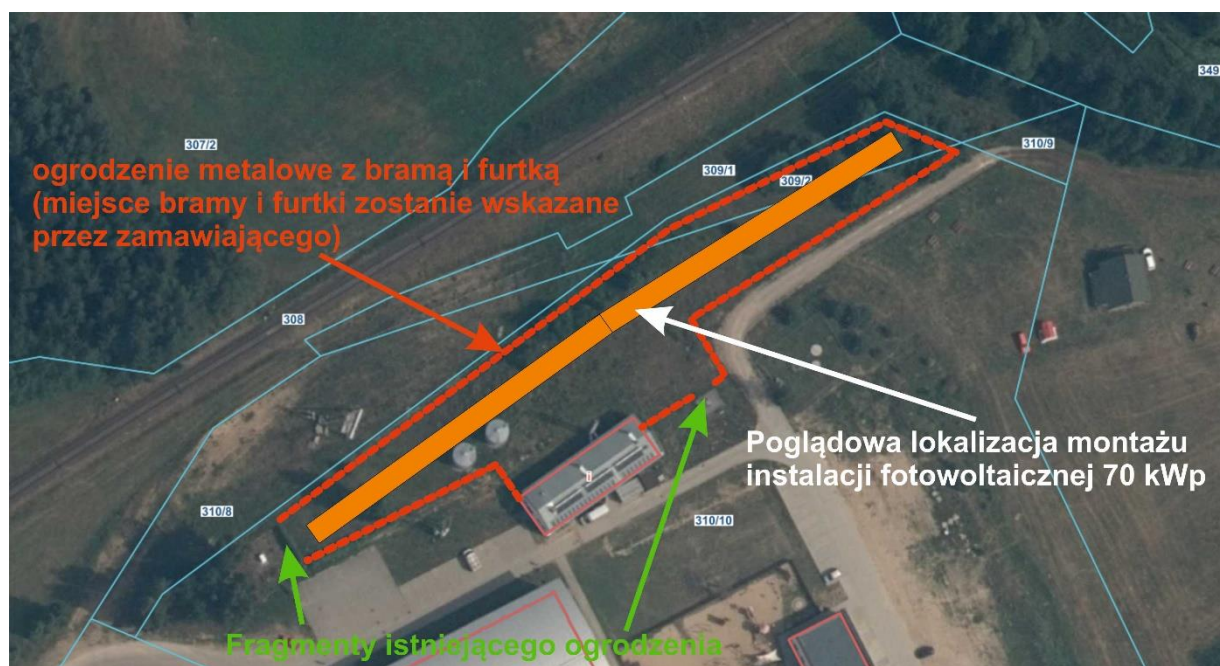 349
307/2
310/9
309/1
309/2
ogrodzenie metalowe z bramą i furtką
(miejsce bramy i furtki zostanie wskazane
przez zamawiającego)
308
Poglądowa lokalizacja montażu
instalacji fotowoltaicznej 70 kWp
310/8
310/10
Fragmenty istniejącego ogrodzenia